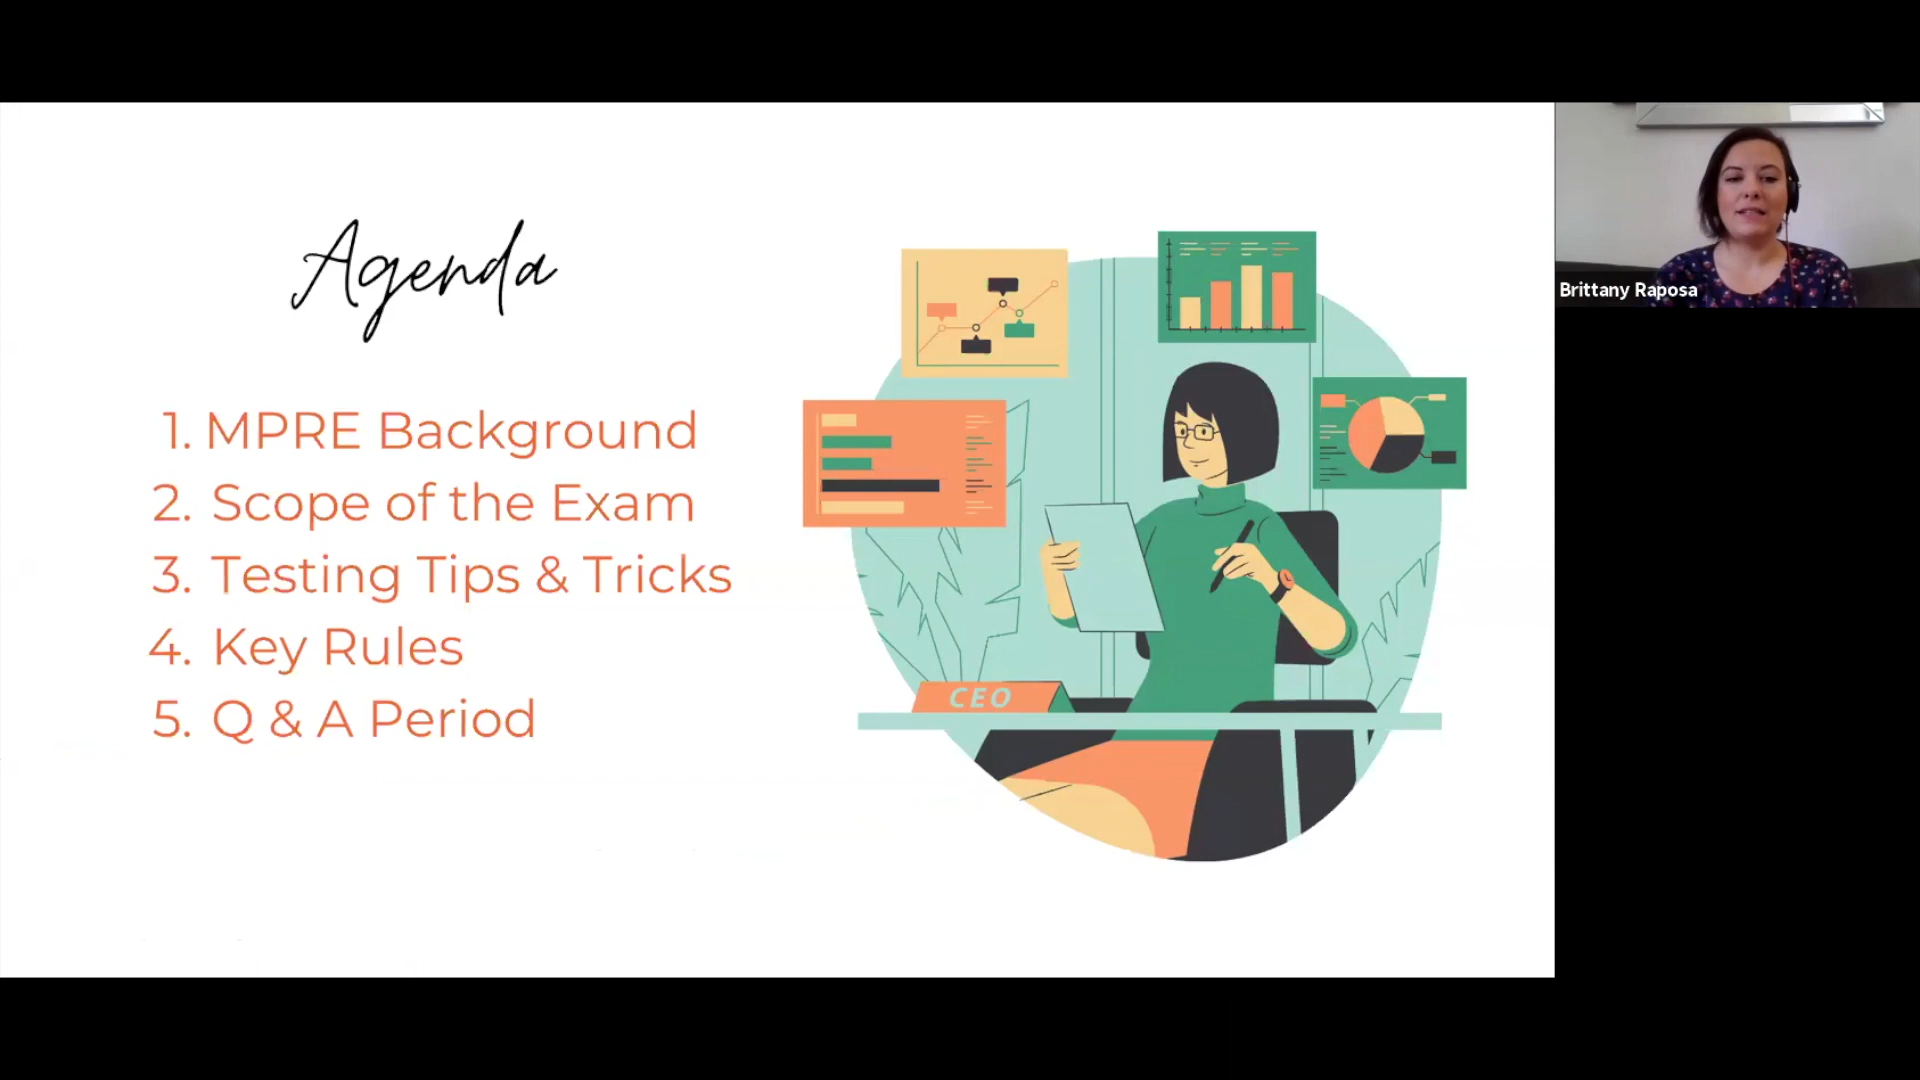 Agenda
1. MPRE Background
2. Scope of the Exam
3. Testing Tips & Tricks
4. Key Rules
5. Q & A Period
CEO
Brittany Raposa